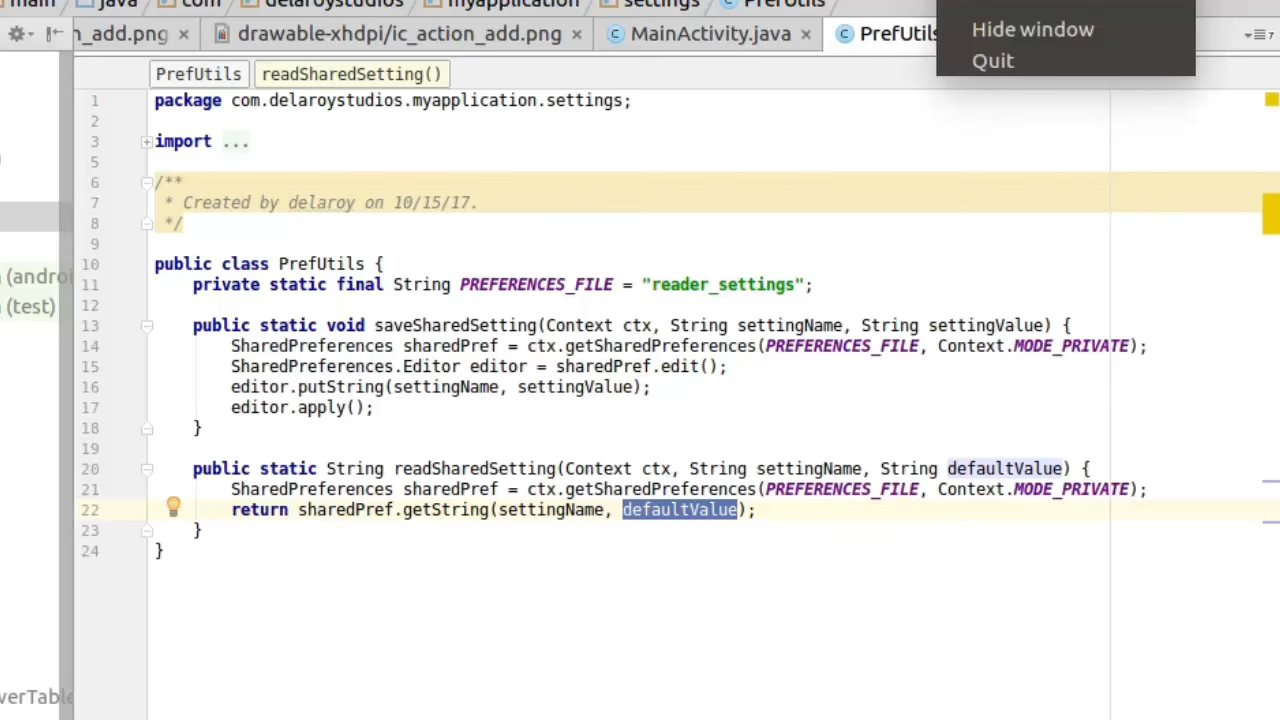 main java com delaroystudios myapplication settings PrefUtils
n_add.png drawable-xhdpi/ic_action_add.png MainActivity.java PrefUtils
Hide window
Quit
PrefUtils readSharedSetting()
1 package com.delaroystudios.myapplication.settings;
2
3 import ...
5
6 /**
7 * Created by delaroy on 10/15/17.
8 */
9
10 public class PrefUtils {
11 private static final String PREFERENCES_FILE = "reader_settings";
12
13 public static void saveSharedSetting(Context ctx, String settingName, String settingValue) {
14 SharedPreferences sharedPref = ctx.getSharedPreferences(PREFERENCES_FILE, Context.MODE_PRIVATE);
15 SharedPreferences.Editor editor = sharedPref.edit();
16 editor.putString(settingName, settingValue);
17 editor.apply();
18 }
19
20 public static String readSharedSetting(Context ctx, String settingName, String defaultValue) {
21 SharedPreferences sharedPref = ctx.getSharedPreferences(PREFERENCES_FILE, Context.MODE_PRIVATE);
22 return sharedPref.getString(settingName, defaultValue);
23 }
24 }
(androi
(test)
verTable